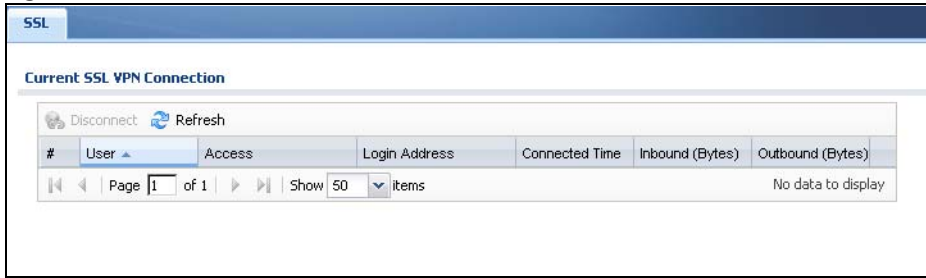 SSL
Current SSL VPN Connection
Disconnect Refresh
# User Access Login Address Connected Time Inbound (Bytes) Outbound (Bytes)
Page 1 of 1 Show 50 items No data to display